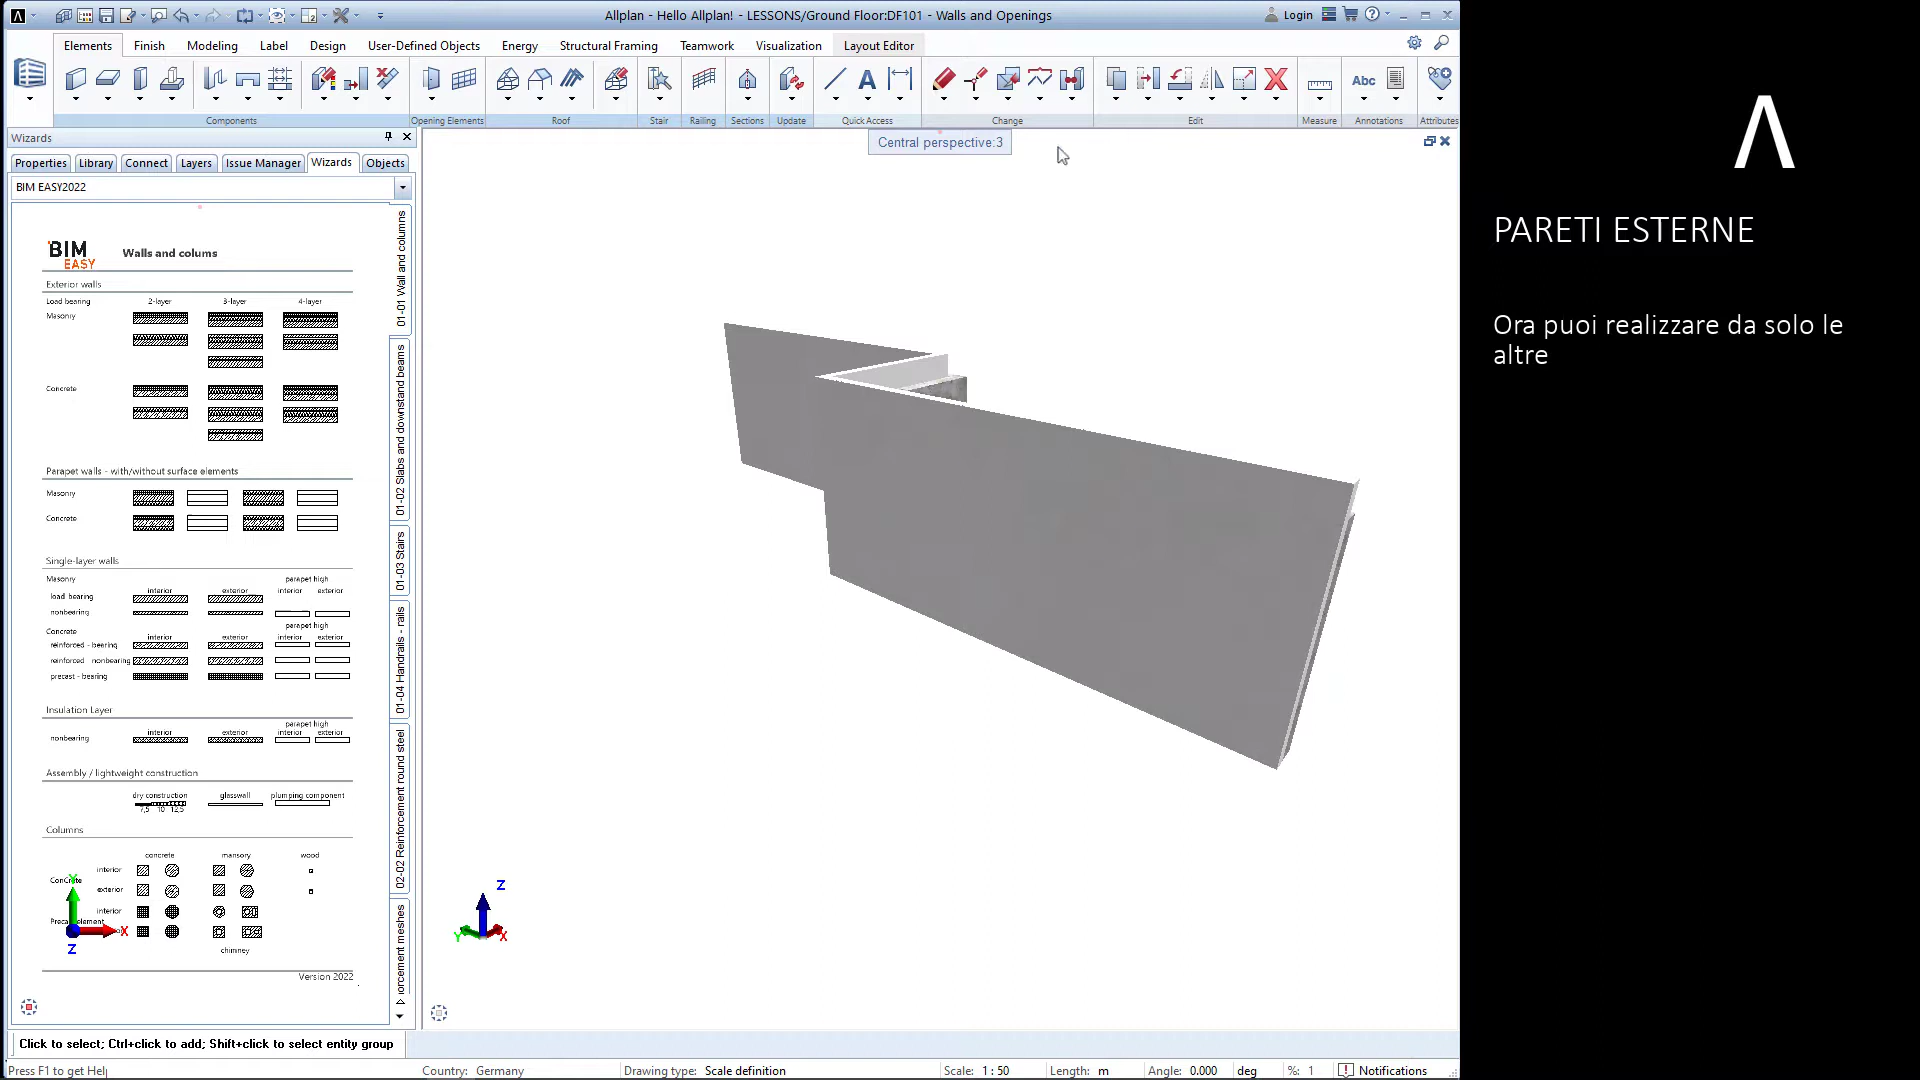 Allplan - Hello Allplan! - LESSONS/Ground Floor:DF101 - Walls and Openings
Login
Elements Finish Modeling Label Design User-Defined Objects Energy Structural Framing Teamwork Visualization Layout Editor
Abc
Components Opening Elements Roof Stair Railing Sections Update Quick Access Change Edit Measure Annotations Attributes
Wizards
Properties Library Connect Layers Issue Manager Wizards Objects
BIM EASY2022
Central perspective:3
BIM
EASY
Walls and colums
Exterior walls
Load bearing 2-layer 3-layer 4-layer
Masonry
Concrete
Parapet walls - with/without surface elements
Masonry
Concrete
Single-layer walls
Masonry parapet high
interior exterior interior exterior
load bearing
nonbearing
Concrete parapet high
interior exterior interior exterior
reinforced - bearing
reinforced nonbearing
precast - bearing
Insulation Layer
parapet high
interior exterior interior exterior
nonbearing
Assembly / lightweight construction
dry construction glasswall plumping component
7,5 10 12,5
Columns
concrete mansory wood
interior
ConCrete
exterior
interior
chimney
Version 2022
01-01 Wall and columns
01-02 Slabs and downstand beams
01-03 Stairs
01-04 Handrails - rails
02-02 Reinforcement round steel
orcement meshes
Y
X
Z
Z
Y
X
Click to select; Ctrl+click to add; Shift+click to select entity group
Press F1 to get Hel
Country: Germany Drawing type: Scale definition Scale: 1 : 50 Length: m Angle: 0.000 deg %: 1 Notifications
PARETI ESTERNE
Ora puoi realizzare da solo le
altre